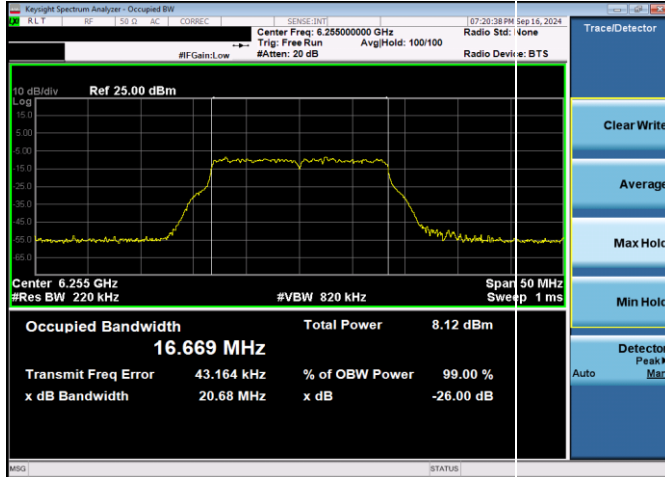 Keysight Spectrum Analyzer - Occupied BW
RLT RF 50 Ω AC CORREC SENSE:INT 07:20:38 PM Sep 16, 2024
Center Freq: 6.255000000 GHz Radio Std: None
Trig: Free Run Avg|Hold: 100/100
#IFGain:Low #Atten: 20 dB Radio Device: BTS
Trace/Detector
10 dB/div Ref 25.00 dBm
Log
15.0
5.00
-5.00
-15.0
-25.0
-35.0
-45.0
-55.0
-65.0
Center 6.255 GHz Span 50 MHz
#Res BW 220 kHz #VBW 820 kHz Sweep 1 ms
Occupied Bandwidth Total Power 8.12 dBm
16.669 MHz
Transmit Freq Error 43.164 kHz % of OBW Power 99.00 %
x dB Bandwidth 20.68 MHz x dB -26.00 dB
Clear Write
Average
Max Hold
Min Hold
Detector
Peak
Auto Man
MSG STATUS